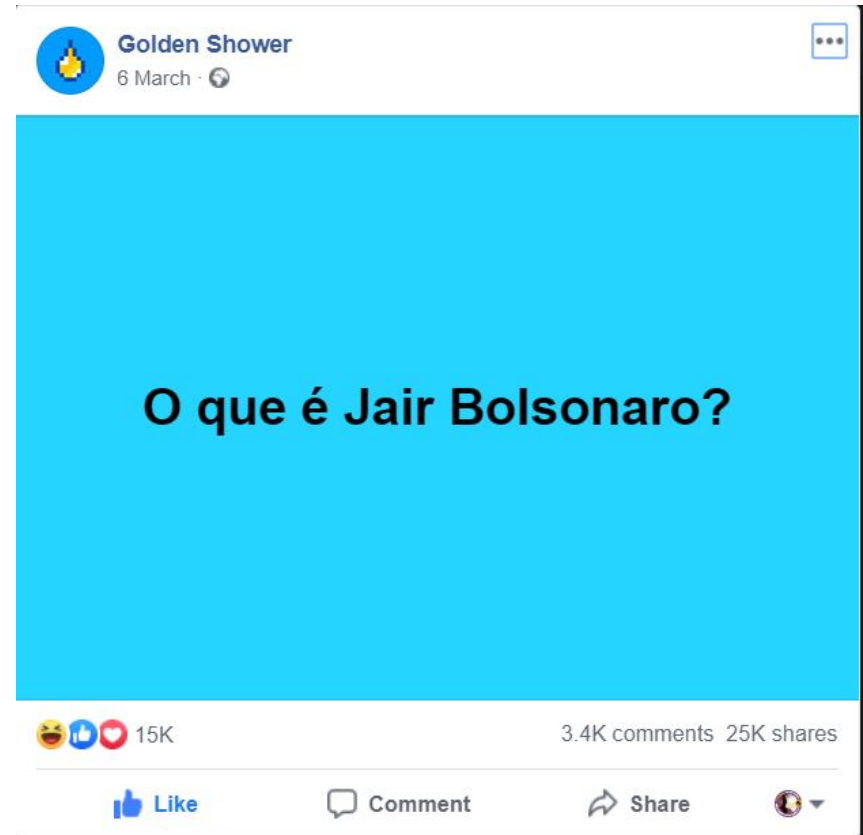 Golden Shower
6 March ·
O que é Jair Bolsonaro?
15K
3.4K comments 25K shares
Like Comment Share